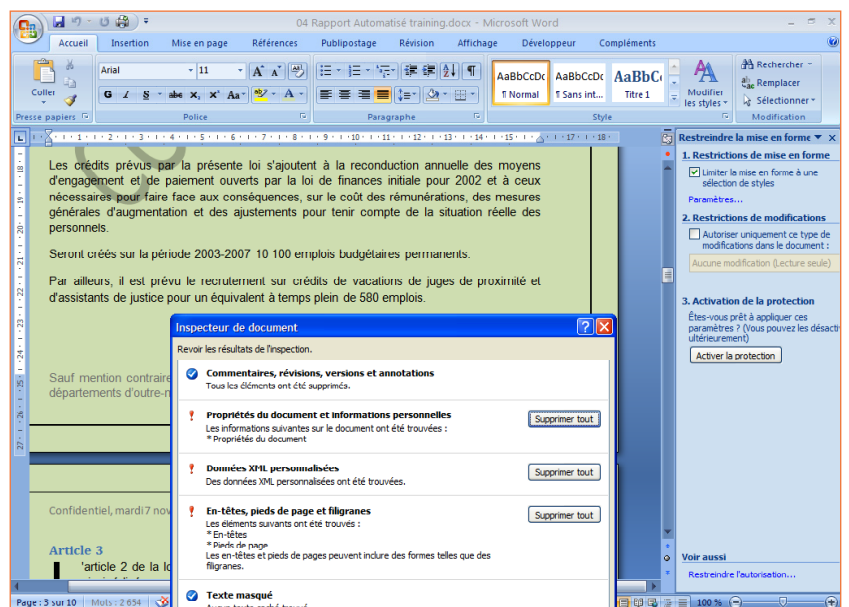 04 Rapport Automatisé training.docx - Microsoft Word
Accueil Insertion Mise en page Références Publipostage Révision Affichage Développeur Compléments
Coller
Arial 11
G I S abc X, X² Aa
AaBbCcDc AaBbCcDc AaBbC
¶ Normal ¶ Sans int... Titre 1
Modifier les styles
Rechercher
Remplacer
Sélectionner
Presse papiers Police Paragraphe Style Modification
Les crédits prévus par la présente loi s'ajoutent à la reconduction annuelle des moyens
d'engagement et de paiement ouverts par la loi de finances initiale pour 2002 et à ceux
nécessaires pour faire face aux conséquences, sur le coût des rémunérations, des mesures
générales d'augmentation et des ajustements pour tenir compte de la situation réelle des
personnels.
Seront créés sur la période 2003-2007 10 100 emplois budgétaires permanents.
Par ailleurs, il est prévu le recrutement sur crédits de vacations de juges de proximité et
d'assistants de justice pour un équivalent à temps plein de 580 emplois.
Sauf mention contraire
départements d'outre-m
Confidentiel, mardi 7 nov
Article 3
'article 2 de la lo
Inspecteur de document
Revoir les résultats de l'inspection.
Commentaires, révisions, versions et annotations
Tous les éléments ont été supprimés.
Propriétés du document et informations personnelles
Supprimer tout
Les informations suivantes sur le document ont été trouvées :
* Propriétés du document
Données XML personnalisées
Supprimer tout
Des données XML personnalisées ont été trouvées.
En-têtes, pieds de page et filigranes
Supprimer tout
Les éléments suivants ont été trouvés :
* En-têtes
* Pieds de page
Les en-têtes et pieds de pages peuvent inclure des formes telles que des
filigranes.
Texte masqué
Restreindre la mise en forme
1. Restrictions de mise en forme
Limiter la mise en forme à une
sélection de styles
Paramètres...
2. Restrictions de modifications
Autoriser uniquement ce type de
modifications dans le document :
Aucune modification (Lecture seule)
3. Activation de la protection
Êtes-vous prêt à appliquer ces
paramètres ? (Vous pouvez les désacti
ultérieurement)
Activer la protection
Voir aussi
Restreindre l'autorisation...
Page : 3 sur 10 Mots : 2 654
100 %